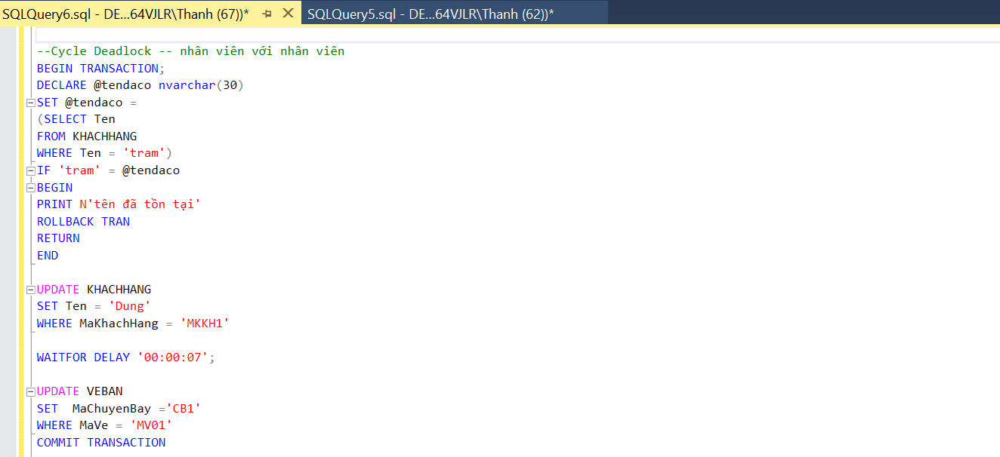 SQLQuery6.sql - DE...64VJLR\Thanh (67))*
SQLQuery5.sql - DE...64VJLR\Thanh (62))*
--Cycle Deadlock -- nhân viên với nhân viên
BEGIN TRANSACTION;
DECLARE @tendaco nvarchar(30)
SET @tendaco =
(SELECT Ten
FROM KHACHHANG
WHERE Ten = 'tram')
IF 'tram' = @tendaco
BEGIN
PRINT N'tên đã tồn tại'
ROLLBACK TRAN
RETURN
END
UPDATE KHACHHANG
SET Ten = 'Dung'
WHERE MaKhachHang = 'MKKH1'
WAITFOR DELAY '00:00:07';
UPDATE VEBAN
SET  MaChuyenBay ='CB1'
WHERE MaVe = 'MV01'
COMMIT TRANSACTION